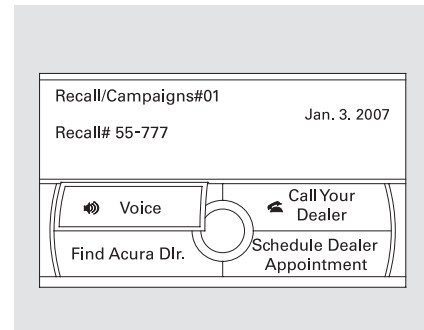 Recall/Campaigns#01
Jan. 3. 2007
Recall# 55-777
Voice
Call Your
Dealer
Find Acura Dlr.
Schedule Dealer
Appointment